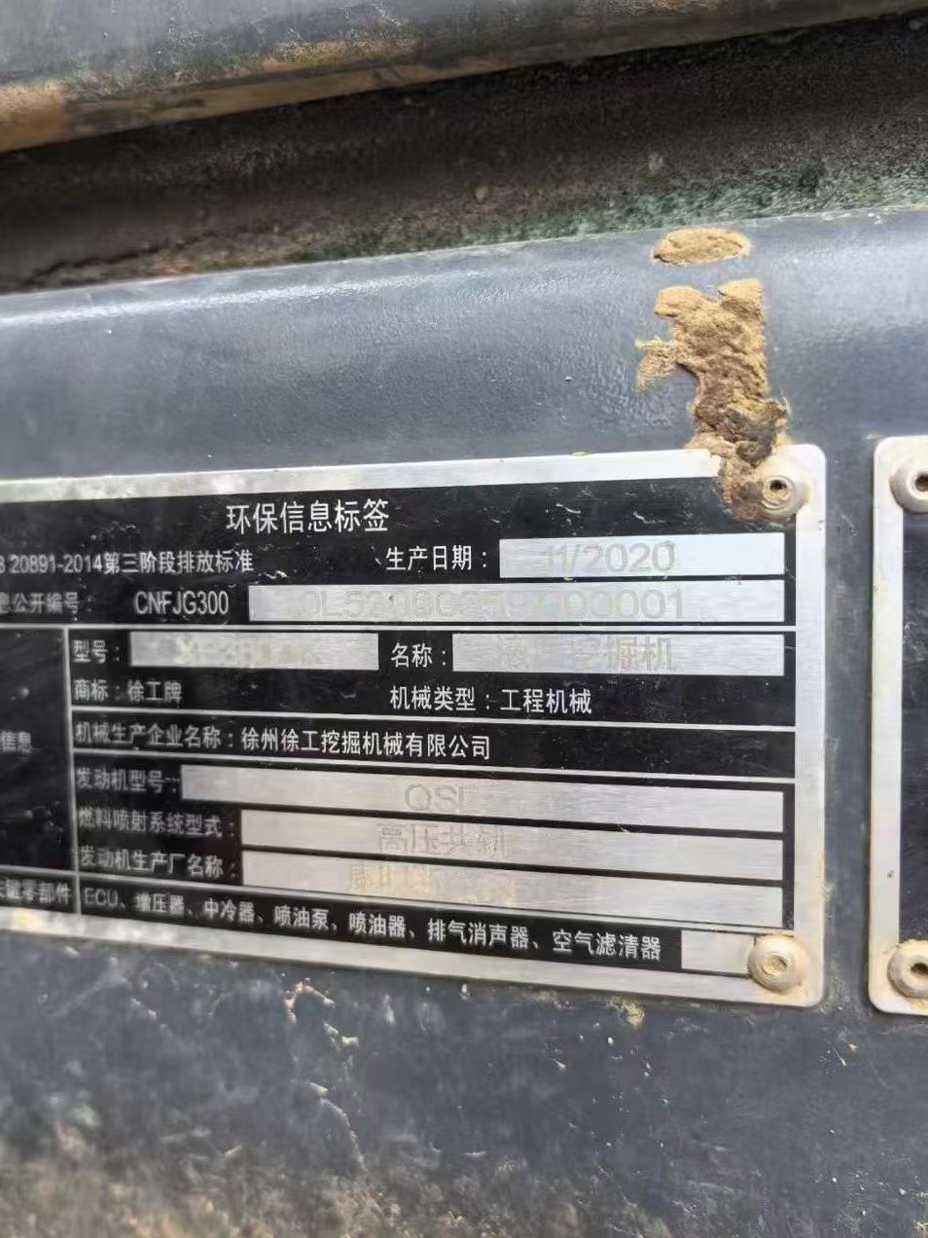 环保信息标签
20891-2014第三阶段排放标准 生产日期： 11/2020
公开编号： CNFJG300
型号： 名称： 挖掘机
商标：徐工牌 机械类型：工程机械
信息
机械生产企业名称：徐州徐工挖掘机械有限公司
发动机型号： QSL
燃料喷射系统型式： 高压共轨
发动机生产厂名称：
键零部件 ECU、增压器、中冷器、喷油泵、喷油器、排气消声器、空气滤清器